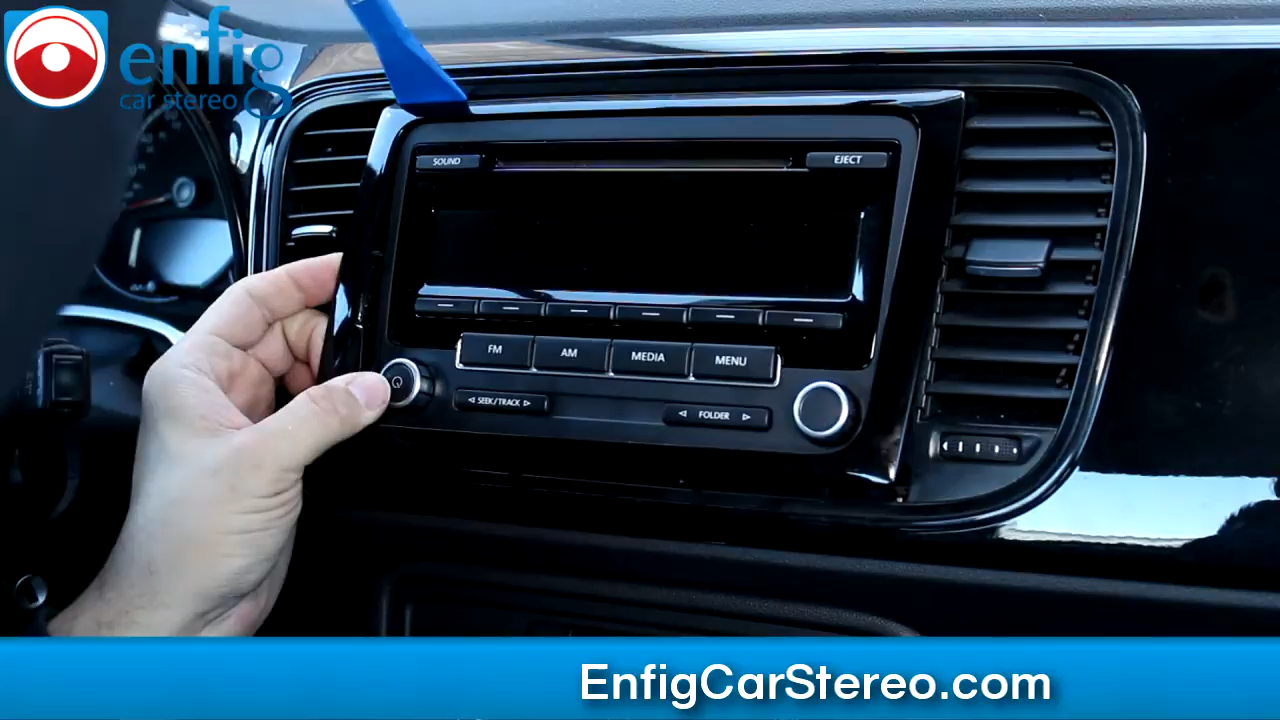 enfig
car stereo
SOUND
EJECT
FM
AM
MEDIA
MENU
SEEK/TRACK
FOLDER
EnfigCarStereo.com